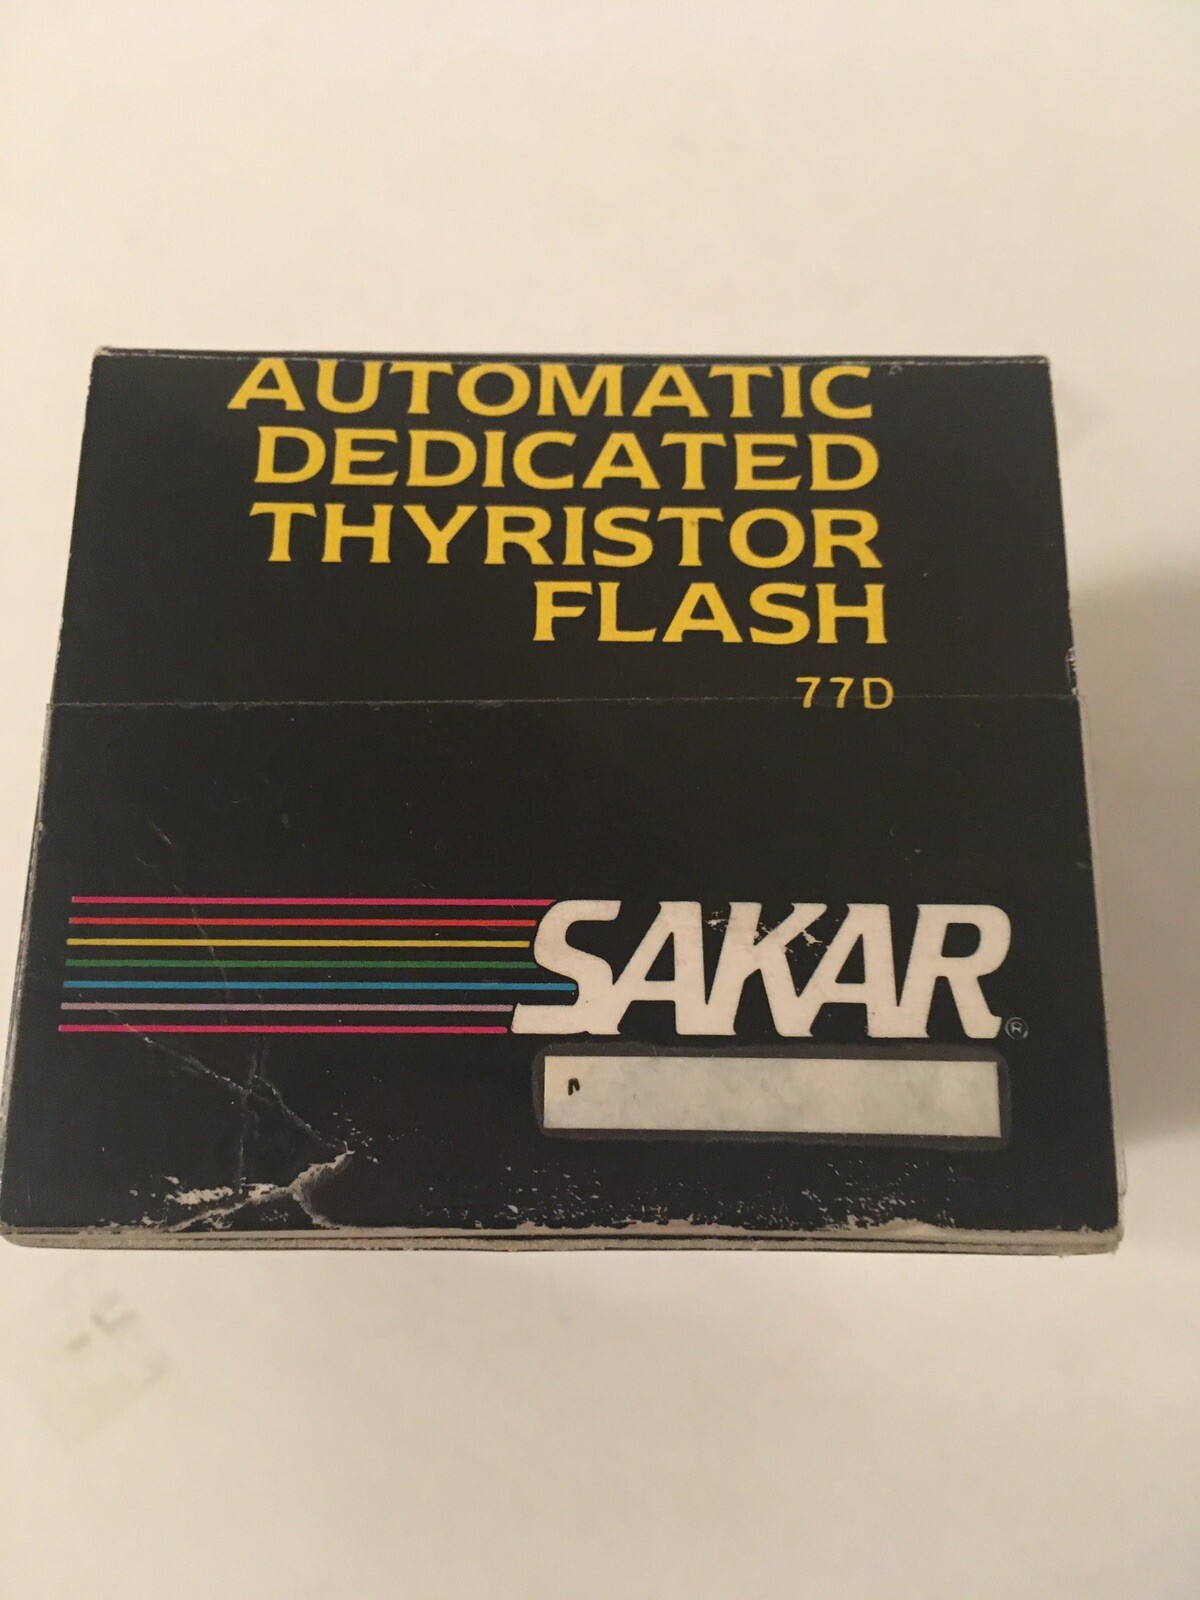 AUTOMATIC
DEDICATED
THYRISTOR
FLASH
77D
SAKAR®